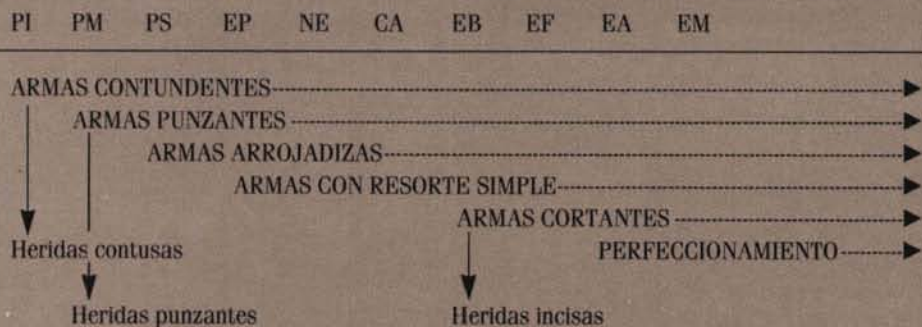 PI PM PS EP NE CA EB EF EA EM
ARMAS CONTUNDENTES
ARMAS PUNZANTES
ARMAS ARROJADIZAS
ARMAS CON RESORTE SIMPLE
ARMAS CORTANTES
Heridas contusas PERFECCIONAMIENTO
Heridas punzantes Heridas incisas